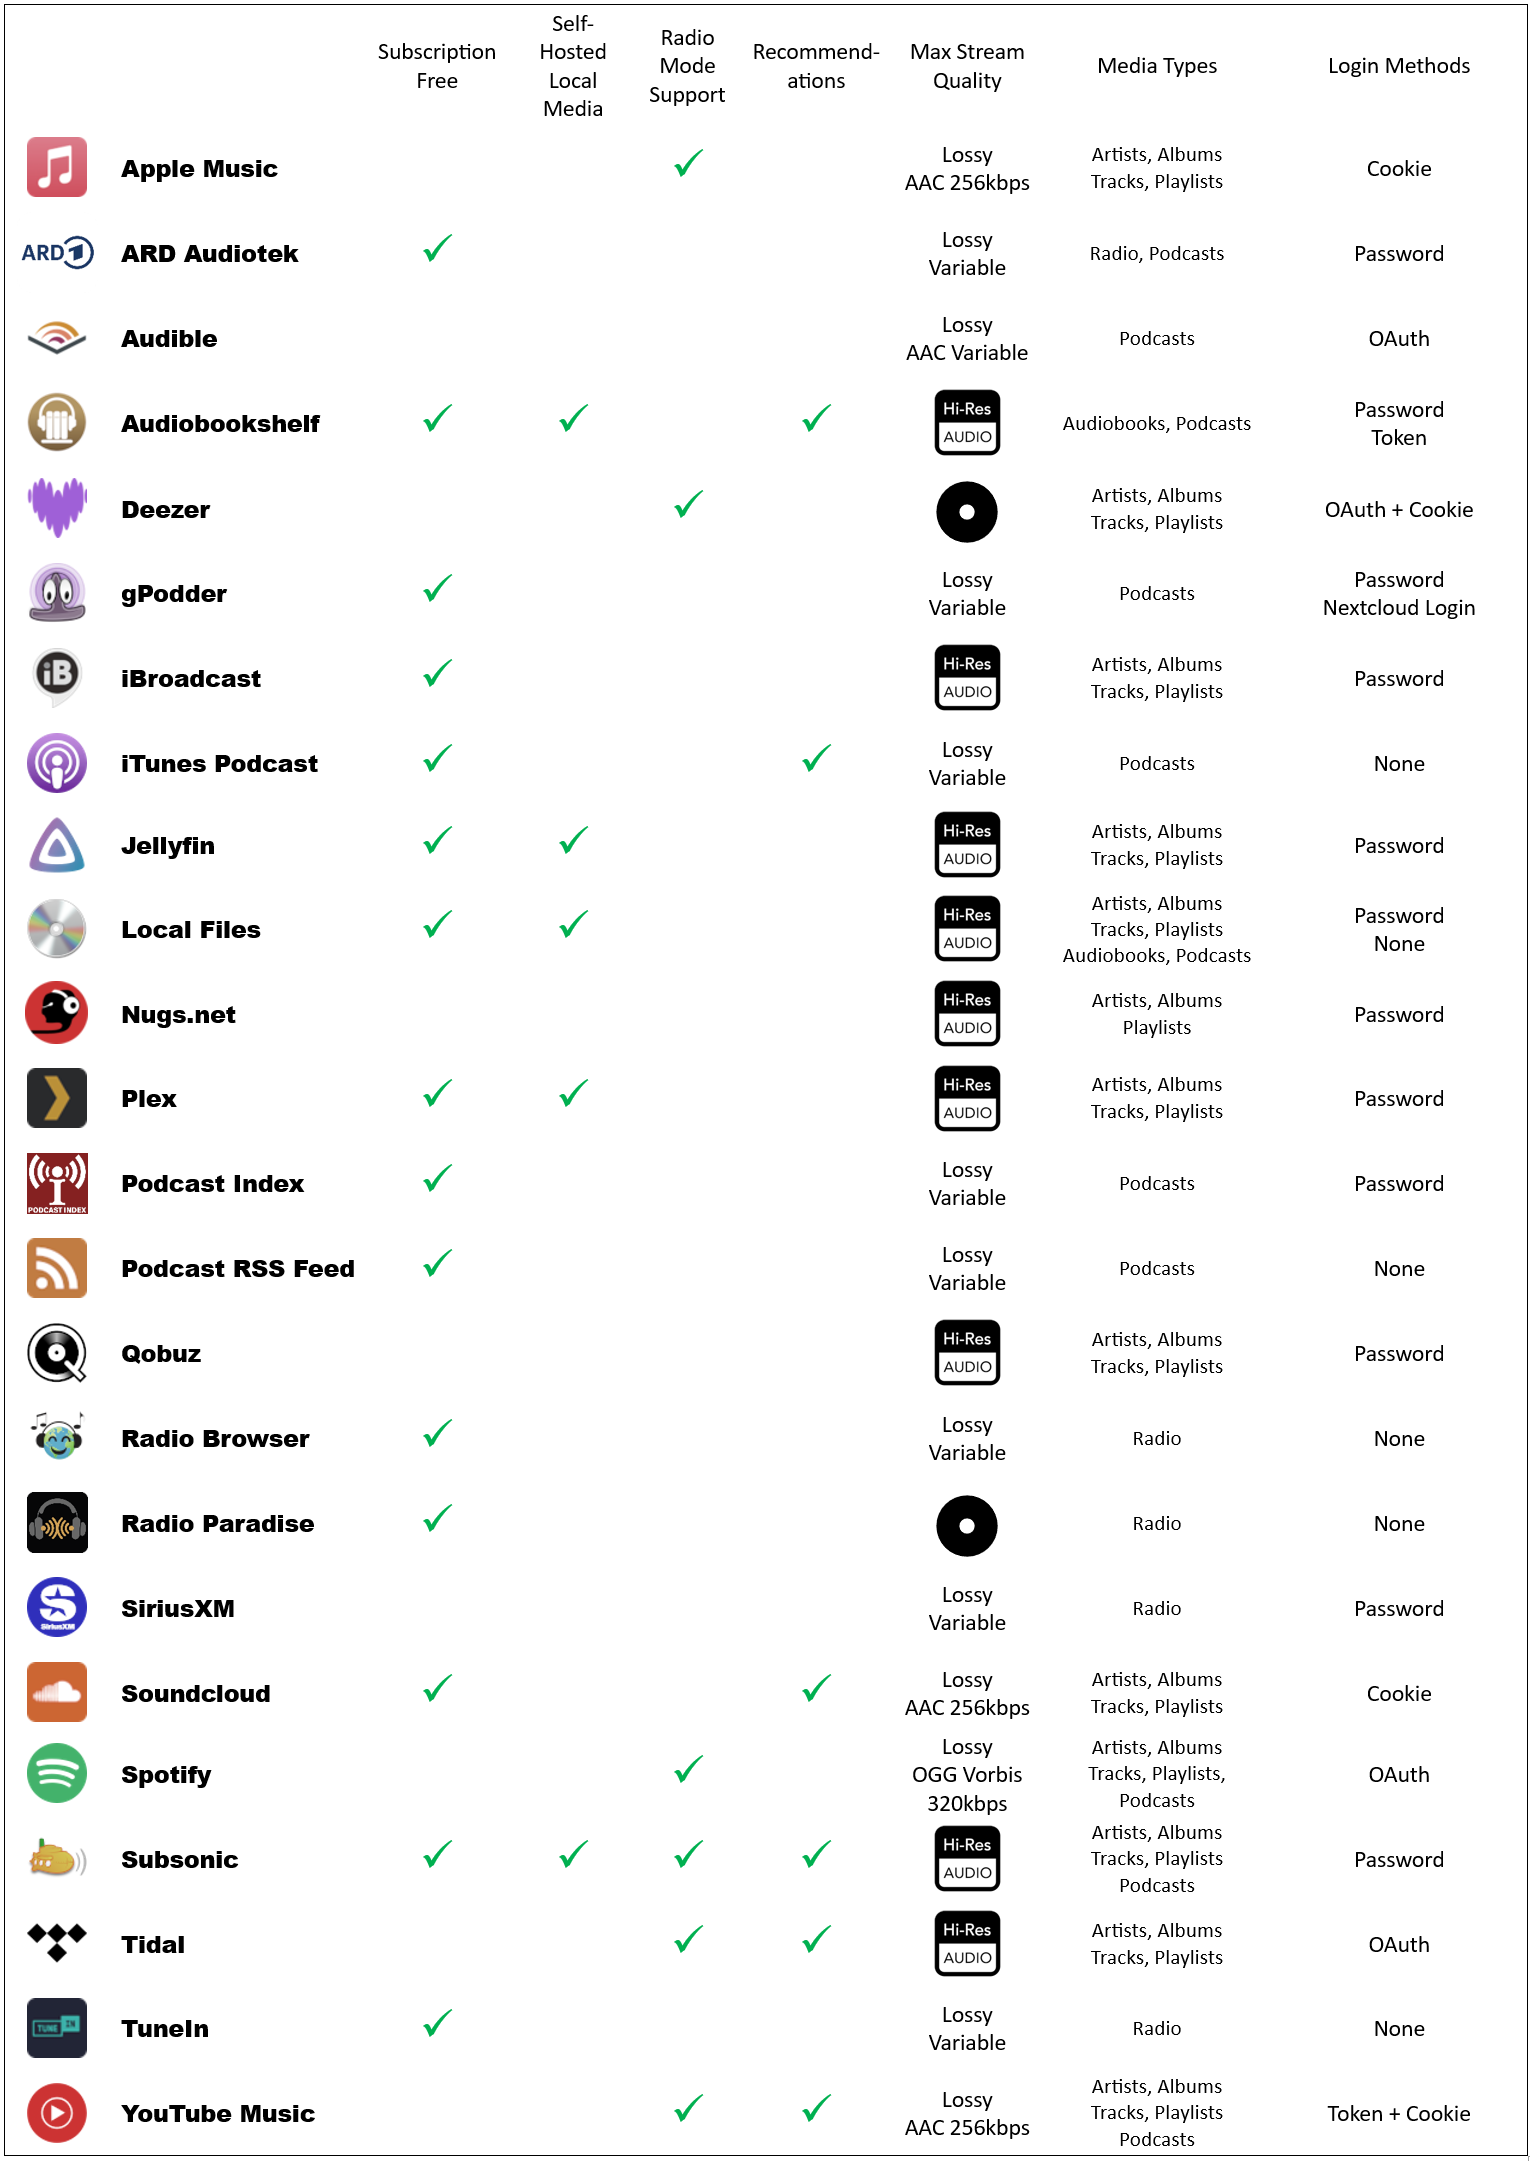 Subscription
Free
Self-
Hosted
Local
Media
Radio
Mode
Support
Recommend-
ations
Max Stream
Quality
Media Types
Login Methods
Apple Music
Lossy
AAC 256kbps
Artists, Albums
Tracks, Playlists
Cookie
ARD 1
ARD Audiotek
Lossy
Variable
Radio, Podcasts
Password
Audible
Lossy
AAC Variable
Podcasts
OAuth
Audiobookshelf
Hi-Res
AUDIO
Audiobooks, Podcasts
Password
Token
Deezer
Artists, Albums
Tracks, Playlists
OAuth + Cookie
gPodder
Lossy
Variable
Podcasts
Password
Nextcloud Login
iB
iBroadcast
Hi-Res
AUDIO
Artists, Albums
Tracks, Playlists
Password
iTunes Podcast
Lossy
Variable
Podcasts
None
Jellyfin
Hi-Res
AUDIO
Artists, Albums
Tracks, Playlists
Password
Local Files
Hi-Res
AUDIO
Artists, Albums
Tracks, Playlists
Audiobooks, Podcasts
Password
None
Nugs.net
Hi-Res
AUDIO
Artists, Albums
Playlists
Password
Plex
Hi-Res
AUDIO
Artists, Albums
Tracks, Playlists
Password
PODCAST INDEX
Podcast Index
Lossy
Variable
Podcasts
Password
Podcast RSS Feed
Lossy
Variable
Podcasts
None
Qobuz
Hi-Res
AUDIO
Artists, Albums
Tracks, Playlists
Password
Radio Browser
Lossy
Variable
Radio
None
Radio Paradise
Radio
None
S
SiriusXM
SiriusXM
Lossy
Variable
Radio
Password
Soundcloud
Lossy
AAC 256kbps
Artists, Albums
Tracks, Playlists
Cookie
Spotify
Lossy
OGG Vorbis
320kbps
Artists, Albums
Tracks, Playlists,
Podcasts
OAuth
Subsonic
Hi-Res
AUDIO
Artists, Albums
Tracks, Playlists
Podcasts
Password
Tidal
Hi-Res
AUDIO
Artists, Albums
Tracks, Playlists
OAuth
TUNE IN
TuneIn
Lossy
Variable
Radio
None
YouTube Music
Lossy
AAC 256kbps
Artists, Albums
Tracks, Playlists
Podcasts
Token + Cookie